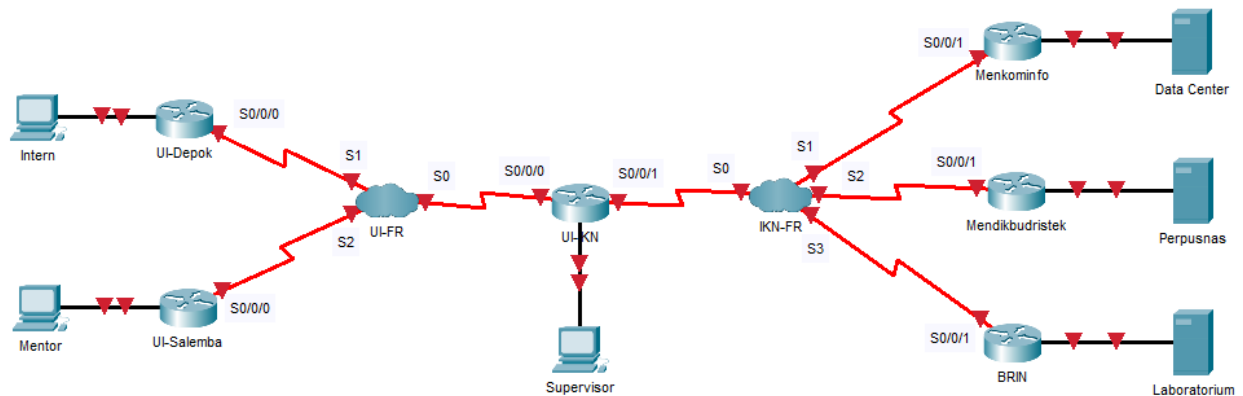 S0/0/1
Menkominfo
Data Center
S0/0/0
Intern
UI-Depok
S1
S0
S0/0/0
S0/0/1
S0
S1
S2
S0/0/1
UI-FR
UI-IKN
IKN-FR
Mendikbudristek
Perpusnas
S2
S3
S0/0/0
Mentor
UI-Salemba
S0/0/1
Supervisor
BRIN
Laboratorium